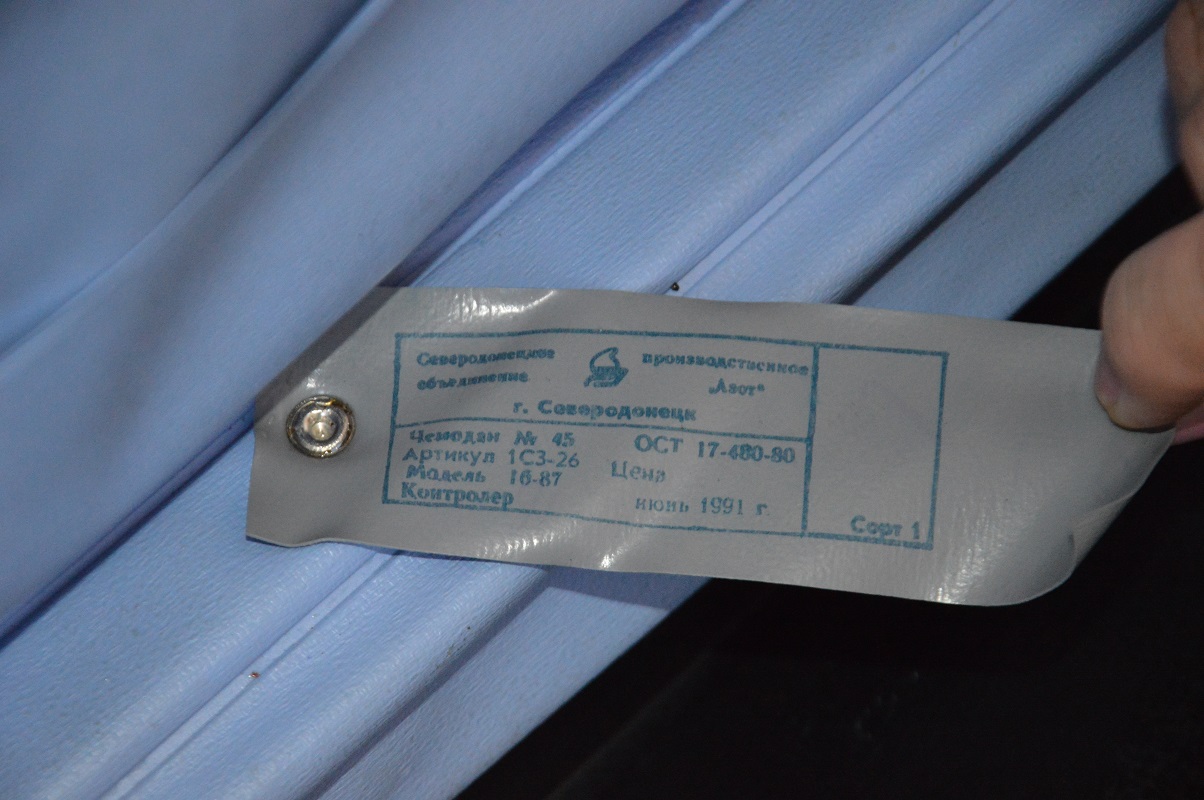 Северодонецкое производственное
объединение „Азот“
г. Северодонецк
Чемодан № 45 ОСТ 17-480-80
Артикул 1СЗ-26 Цена
Модель 16-87
Контролер июнь 1991 г.
Сорт 1